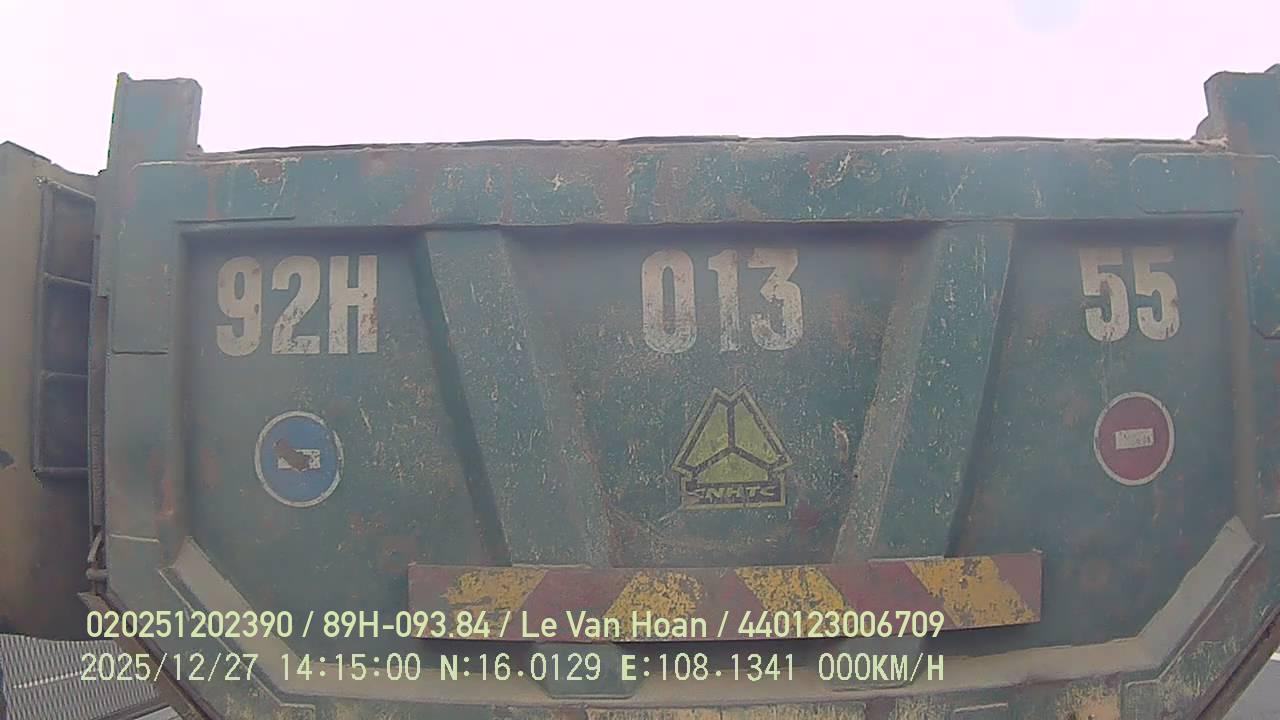 92H 013 55
CNHTC
020251202390 / 89H-093.84 / Le Van Hoan / 440123006709
2025/12/27 14:15:00 N:16.0129 E:108.1341 000KM/H